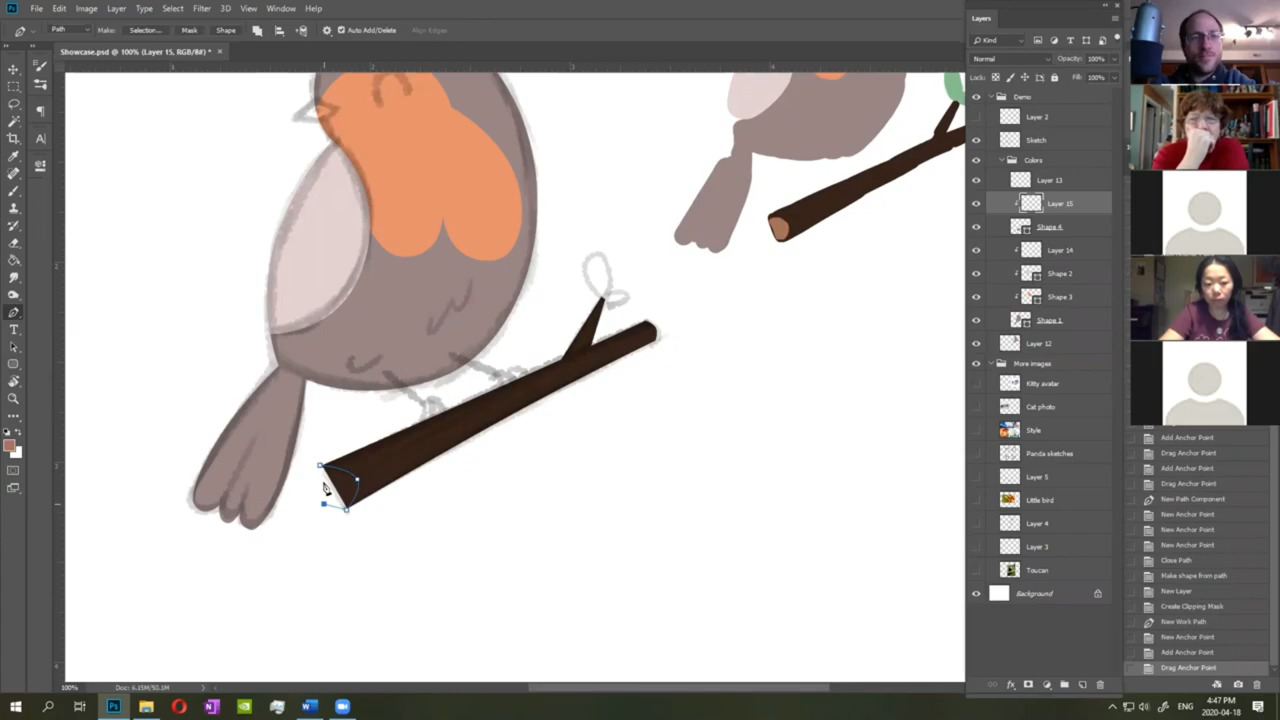 File Edit Image Layer Type Select Filter 3D View Window Help
Path Make: Selection... Mask Shape Auto Add/Delete Align Edges
Showcase.psd @ 100% (Layer 15, RGB/8#) * ×
Layers
Kind
Normal Opacity: 100%
Lock: Fill: 100%
Demo
Layer 2
Sketch
Colors
Layer 13
Layer 15
Shape 4
Layer 14
Shape 2
Shape 3
Shape 1
Layer 12
More images
Kitty avatar
Cat photo
Style
Panda sketches
Layer 5
Little bird
Layer 4
Layer 3
Toucan
Background
Add Anchor Point
Drag Anchor Point
Add Anchor Point
Drag Anchor Point
New Path Component
New Anchor Point
New Anchor Point
New Anchor Point
Close Path
Make shape from path
New Layer
Create Clipping Mask
New Work Path
New Anchor Point
Add Anchor Point
Drag Anchor Point
100% Doc: 6.15M/53.1M
ENG
4:47 PM
2020-04-18